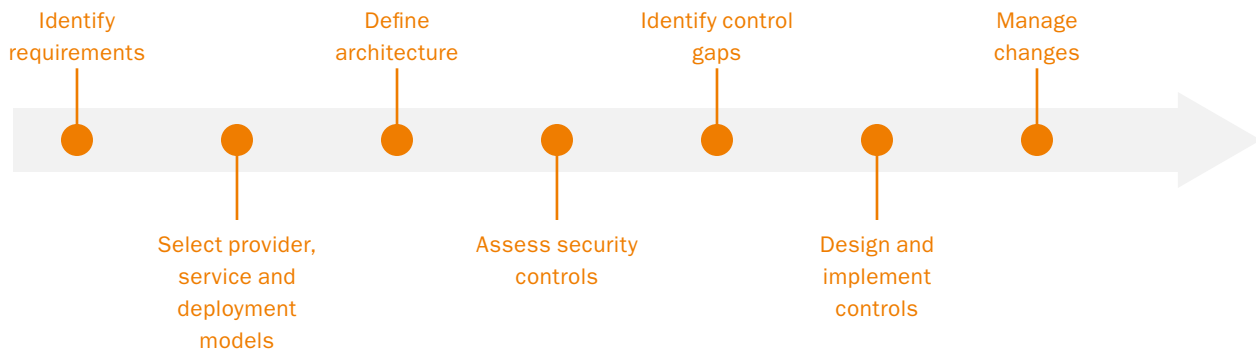 Identify
requirements
Select provider,
service and
deployment
models
Define
architecture
Assess security
controls
Identify control
gaps
Design and
implement
controls
Manage
changes